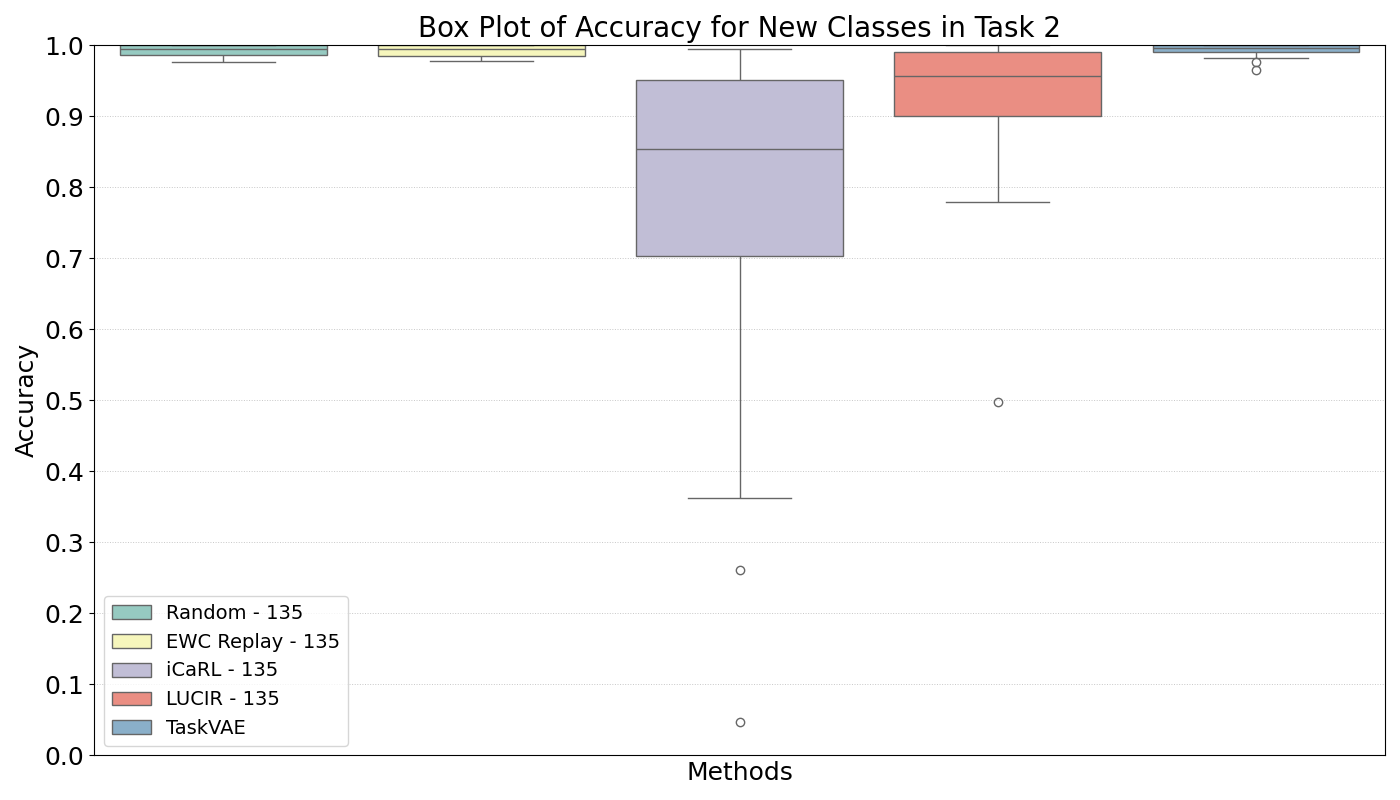 Box Plot of Accuracy for New Classes in Task 2
1.0
0.9
0.8
0.7
0.6
0.5
0.4
0.3
0.2
0.1
0.0
Accuracy
Methods
Random - 135
EWC Replay - 135
iCaRL - 135
LUCIR - 135
TaskVAE